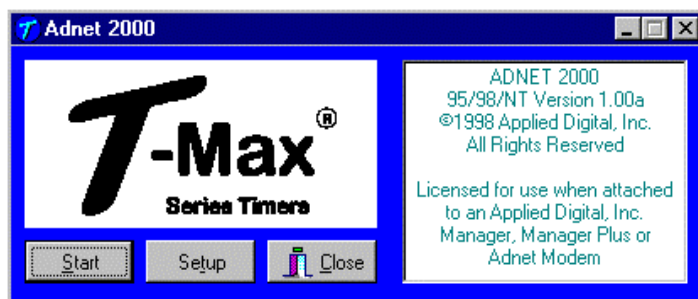 Adnet 2000
T-Max®
Series Timers
Start
Setup
Close
ADNET 2000
95/98/NT Version 1.00a
©1998 Applied Digital, Inc.
All Rights Reserved
Licensed for use when attached
to an Applied Digital, Inc.
Manager, Manager Plus or
Adnet Modem